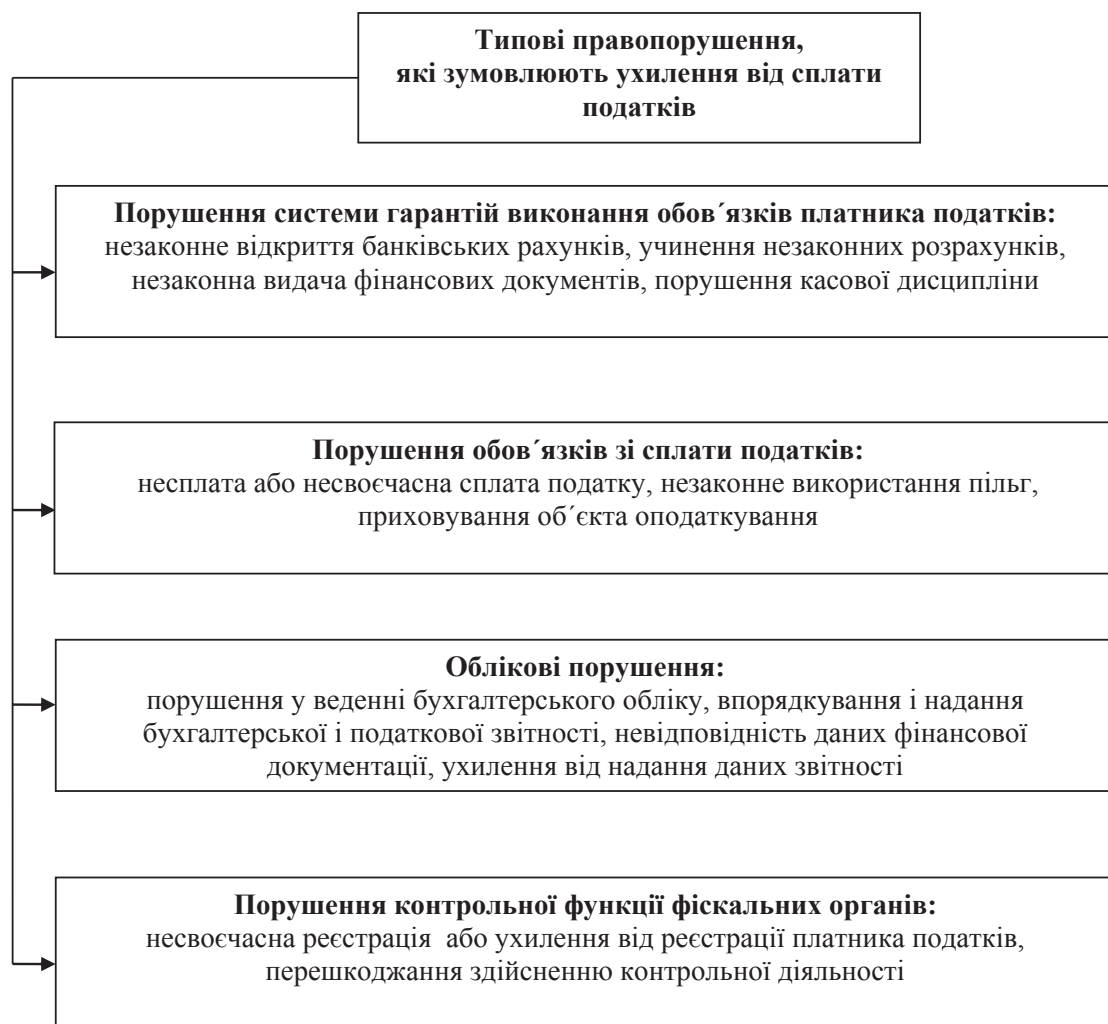 Типові правопорушення,
які зумовлюють ухилення від сплати
податків
Порушення системи гарантій виконання обов´язків платника податків:
незаконне відкриття банківських рахунків, учинення незаконних розрахунків,
незаконна видача фінансових документів, порушення касової дисципліни
Порушення обов´язків зі сплати податків:
несплата або несвоєчасна сплата податку, незаконне використання пільг,
приховування об´єкта оподаткування
Облікові порушення:
порушення у веденні бухгалтерського обліку, впорядкування і надання
бухгалтерської і податкової звітності, невідповідність даних фінансової
документації, ухилення від надання даних звітності
Порушення контрольної функції фіскальних органів:
несвоєчасна реєстрація або ухилення від реєстрації платника податків,
перешкоджання здійсненню контрольної діяльності